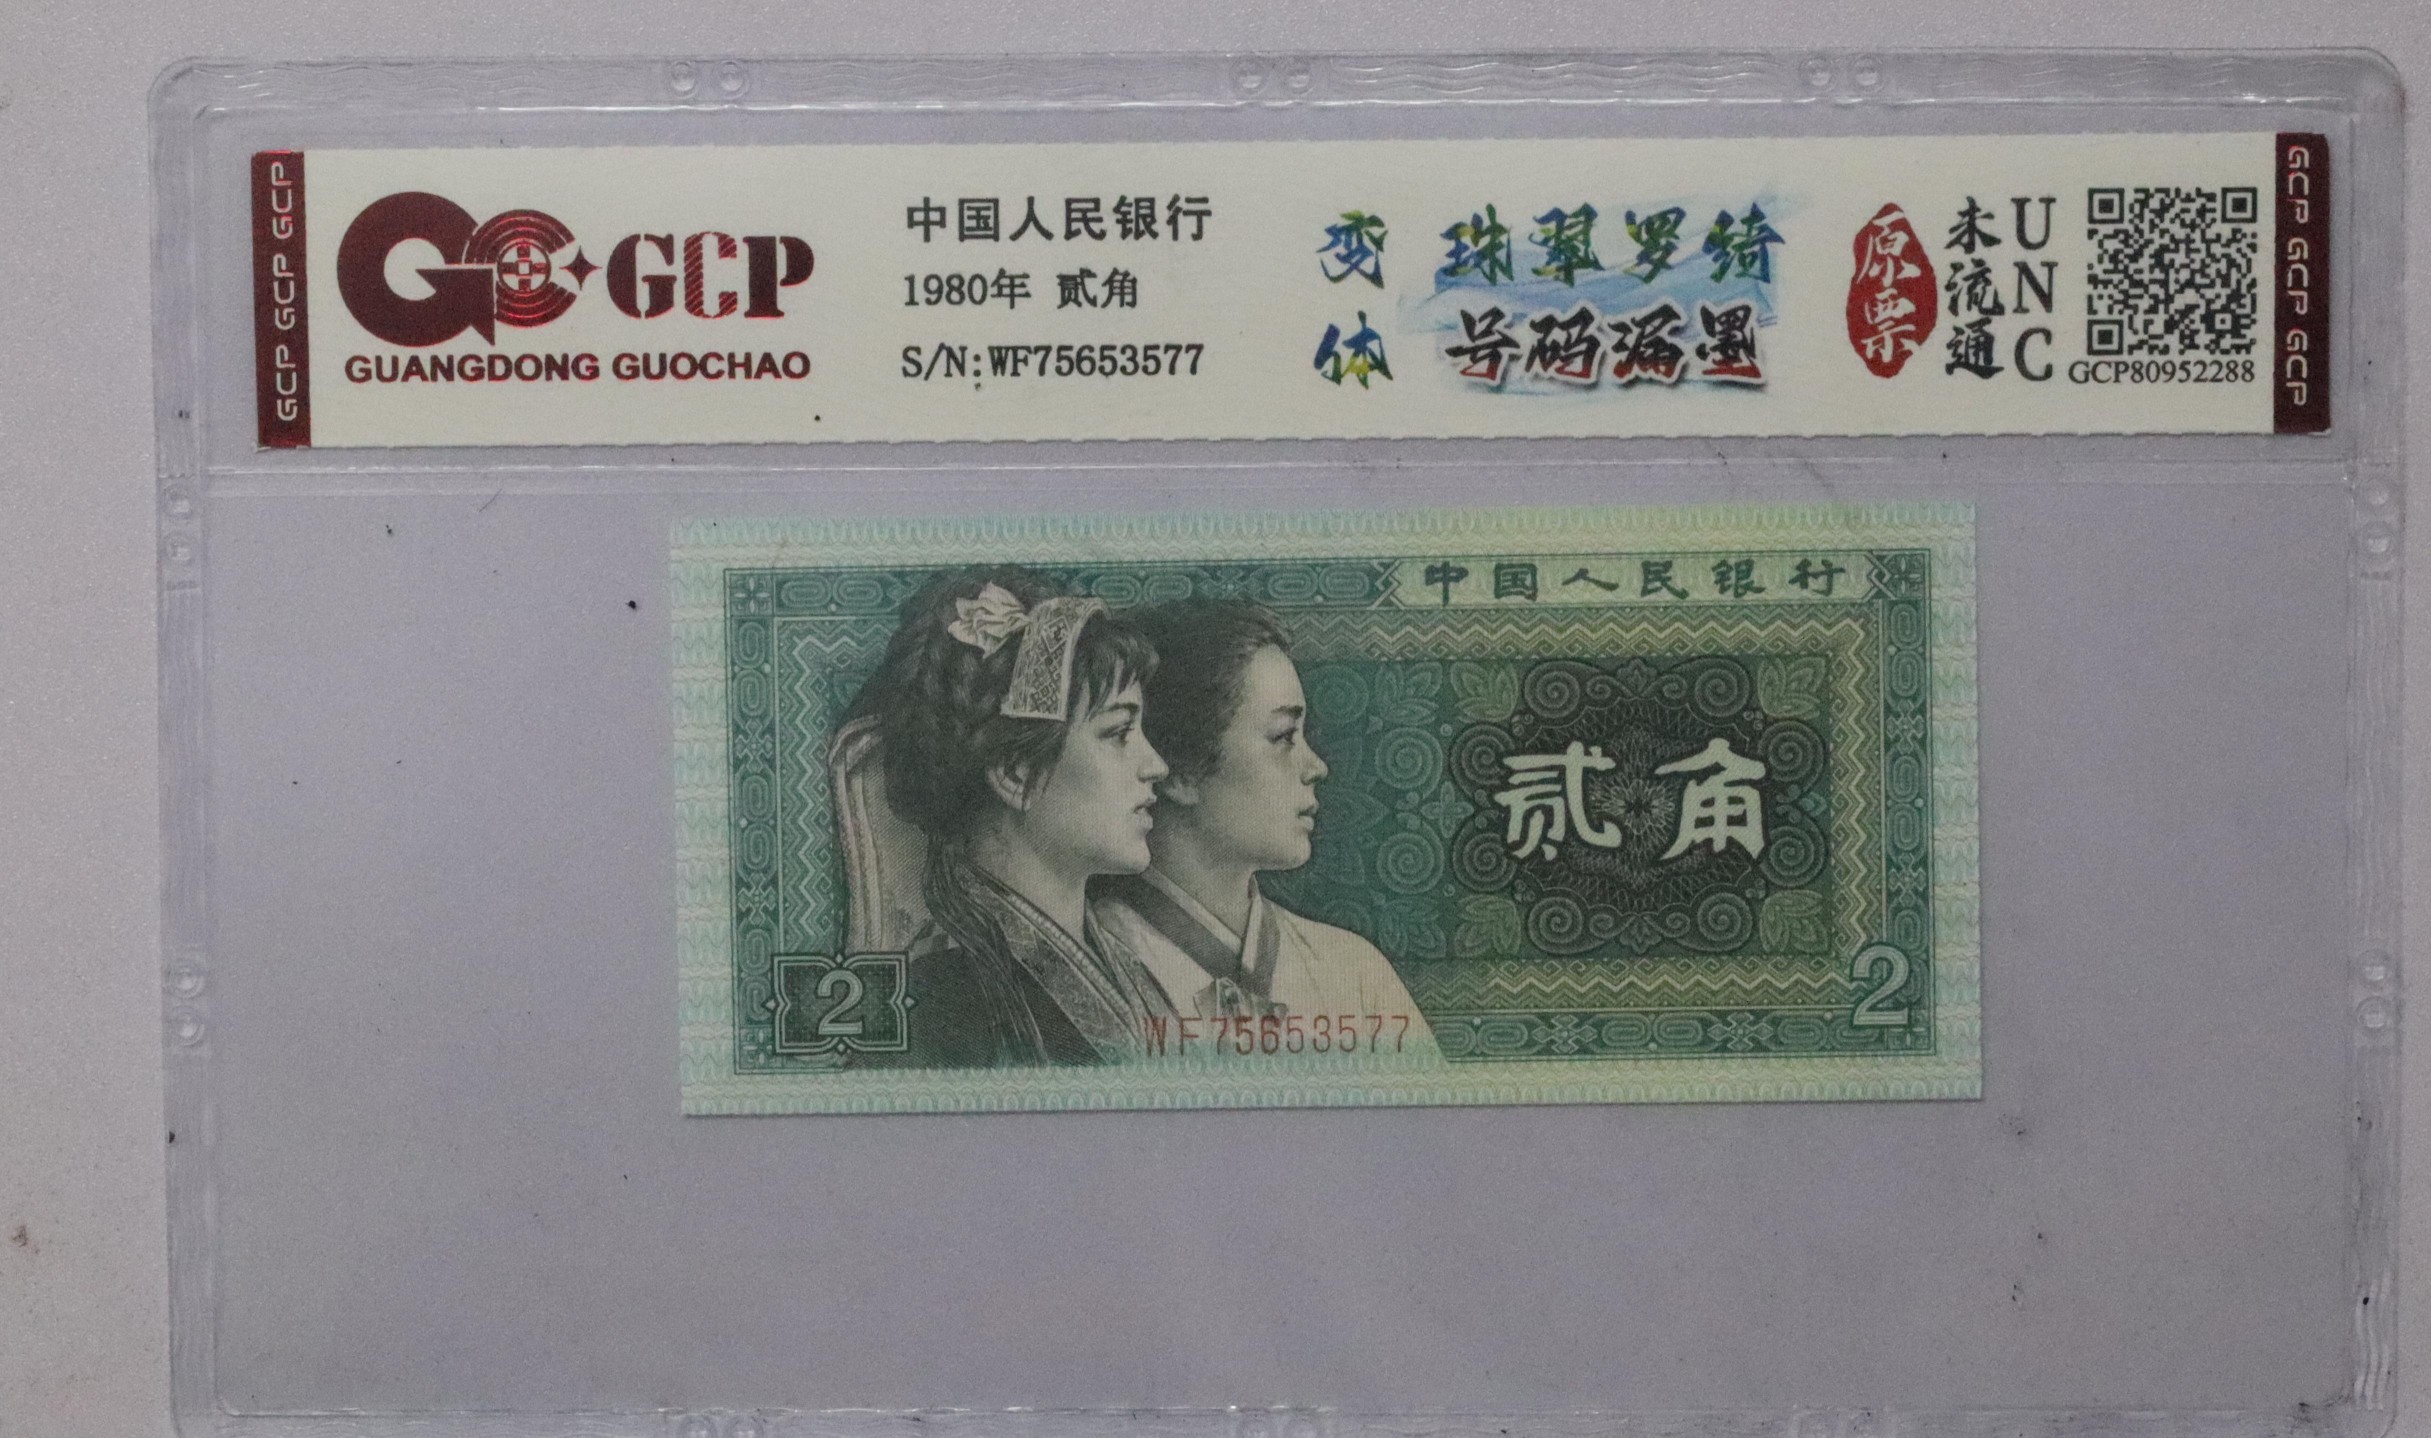 GCP GCP GCP
GCP
GUANGDONG GUOCHAO
中国人民银行
1980年 贰角
S/N:WF75653577
变体
珠翠罗绮
号码漏墨
原票
未流通
UNC
GCP80952288
GCP GCP GCP
中国人民银行
贰角
2
WF75653577
2